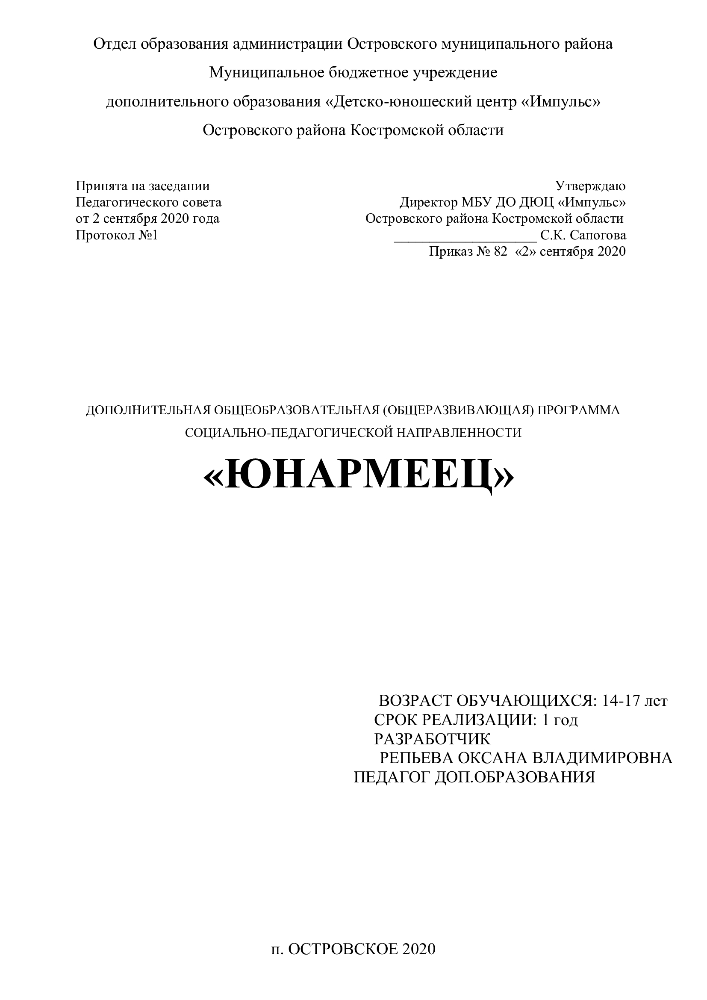 Отдел образования администрации Островского муниципального района
Муниципальное бюджетное учреждение
дополнительного образования «Детско-юношеский центр «Импульс»
Островского района Костромской области
Принята на заседании
Педагогического совета
от 2 сентября 2020 года
Протокол №1
Утверждаю
Директор МБУ ДО ДЮЦ «Импульс»
Островского района Костромской области
____________________ С.К. Сапогова
Приказ № 82 «2» сентября 2020
ДОПОЛНИТЕЛЬНАЯ ОБЩЕОБРАЗОВАТЕЛЬНАЯ (ОБЩЕРАЗВИВАЮЩАЯ) ПРОГРАММА
СОЦИАЛЬНО-ПЕДАГОГИЧЕСКОЙ НАПРАВЛЕННОСТИ
«ЮНАРМЕЕЦ»
ВОЗРАСТ ОБУЧАЮЩИХСЯ: 14-17 лет
СРОК РЕАЛИЗАЦИИ: 1 год
РАЗРАБОТЧИК
РЕПЬЕВА ОКСАНА ВЛАДИМИРОВНА
ПЕДАГОГ ДОП.ОБРАЗОВАНИЯ
п. ОСТРОВСКОЕ 2020